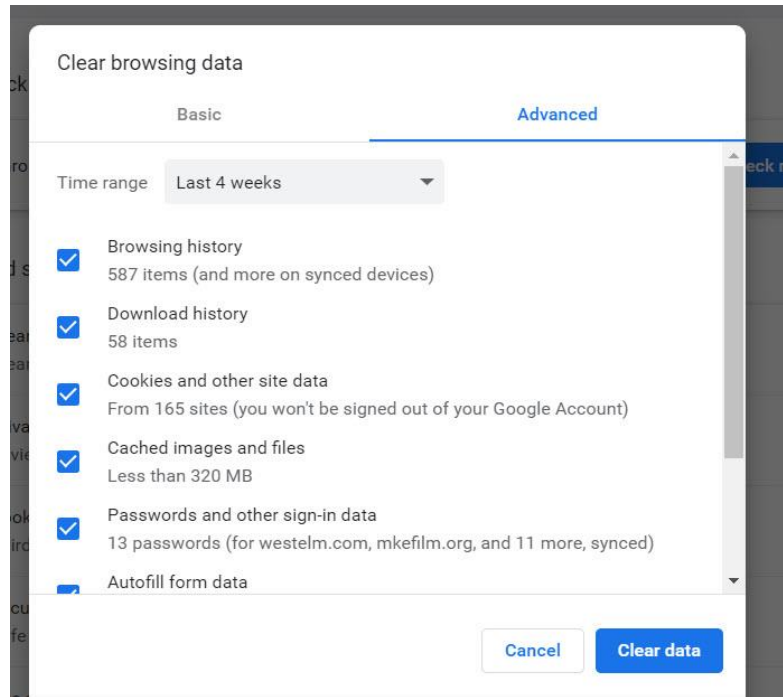 Clear browsing data
Basic
Advanced
Time range
Last 4 weeks
Browsing history
587 items (and more on synced devices)
Download history
58 items
Cookies and other site data
From 165 sites (you won't be signed out of your Google Account)
Cached images and files
Less than 320 MB
Passwords and other sign-in data
13 passwords (for westelm.com, mkefilm.org, and 11 more, synced)
Autofill form data
Cancel
Clear data